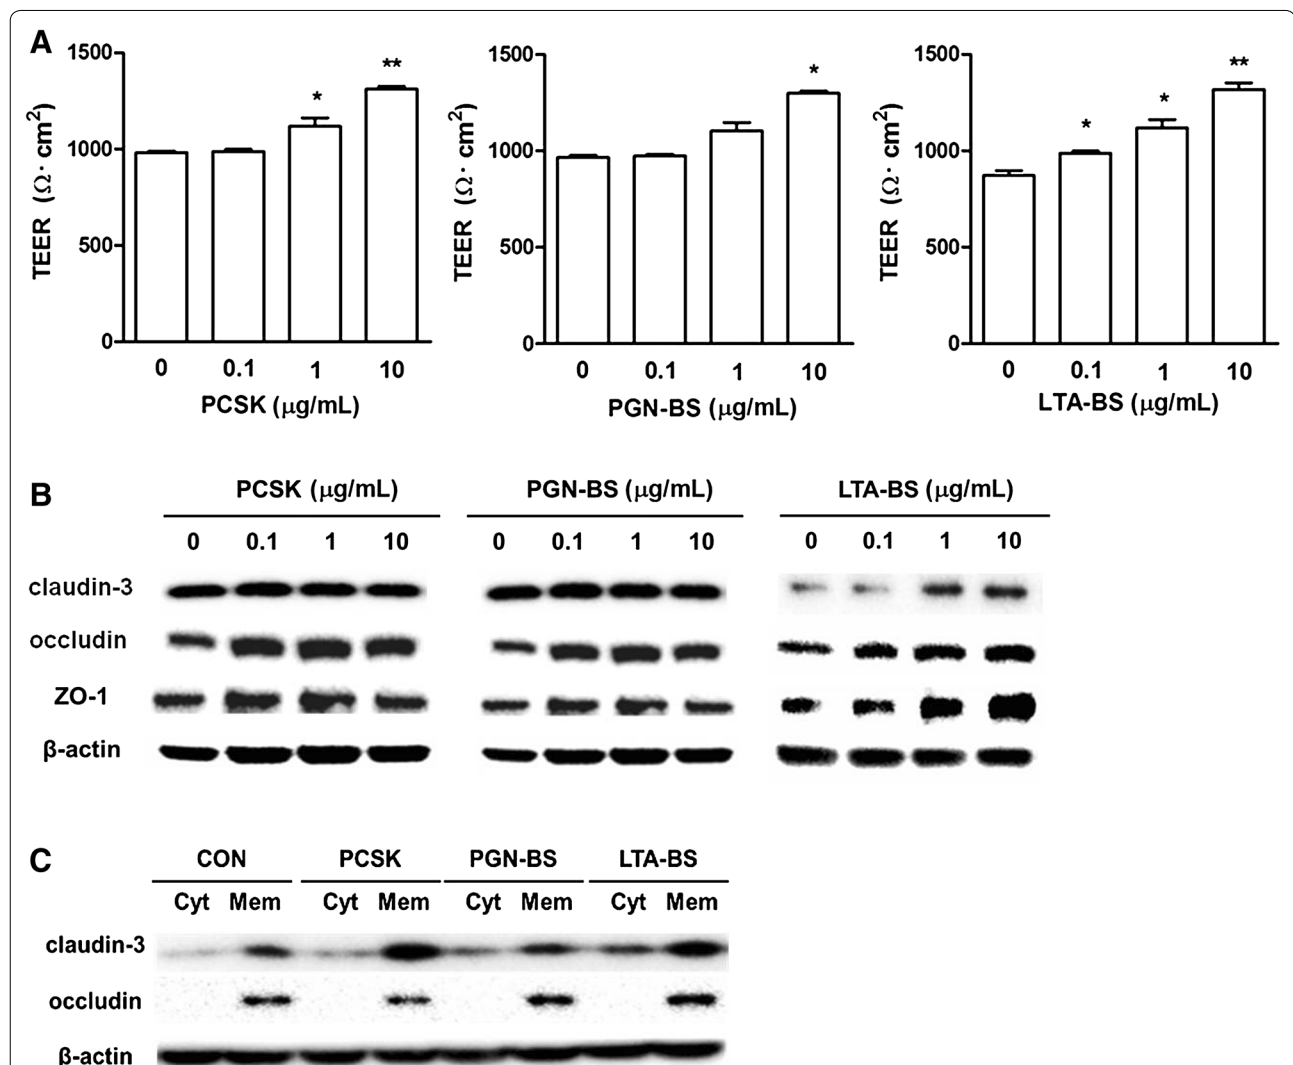 A
1500
1000
500
0
TEER (Ω· cm2)
* **
0 0.1 1 10
PCSK (μg/mL)
1500
1000
500
0
TEER (Ω· cm2)
*
0 0.1 1 10
PGN-BS (μg/mL)
1500
1000
500
0
TEER (Ω· cm2)
* * **
0 0.1 1 10
LTA-BS (μg/mL)
B
PCSK (μg/mL) PGN-BS (μg/mL) LTA-BS (μg/mL)
0 0.1 1 10 0 0.1 1 10 0 0.1 1 10
claudin-3
occludin
ZO-1
β-actin
C
CON PCSK PGN-BS LTA-BS
Cyt Mem Cyt Mem Cyt Mem Cyt Mem
claudin-3
occludin
β-actin